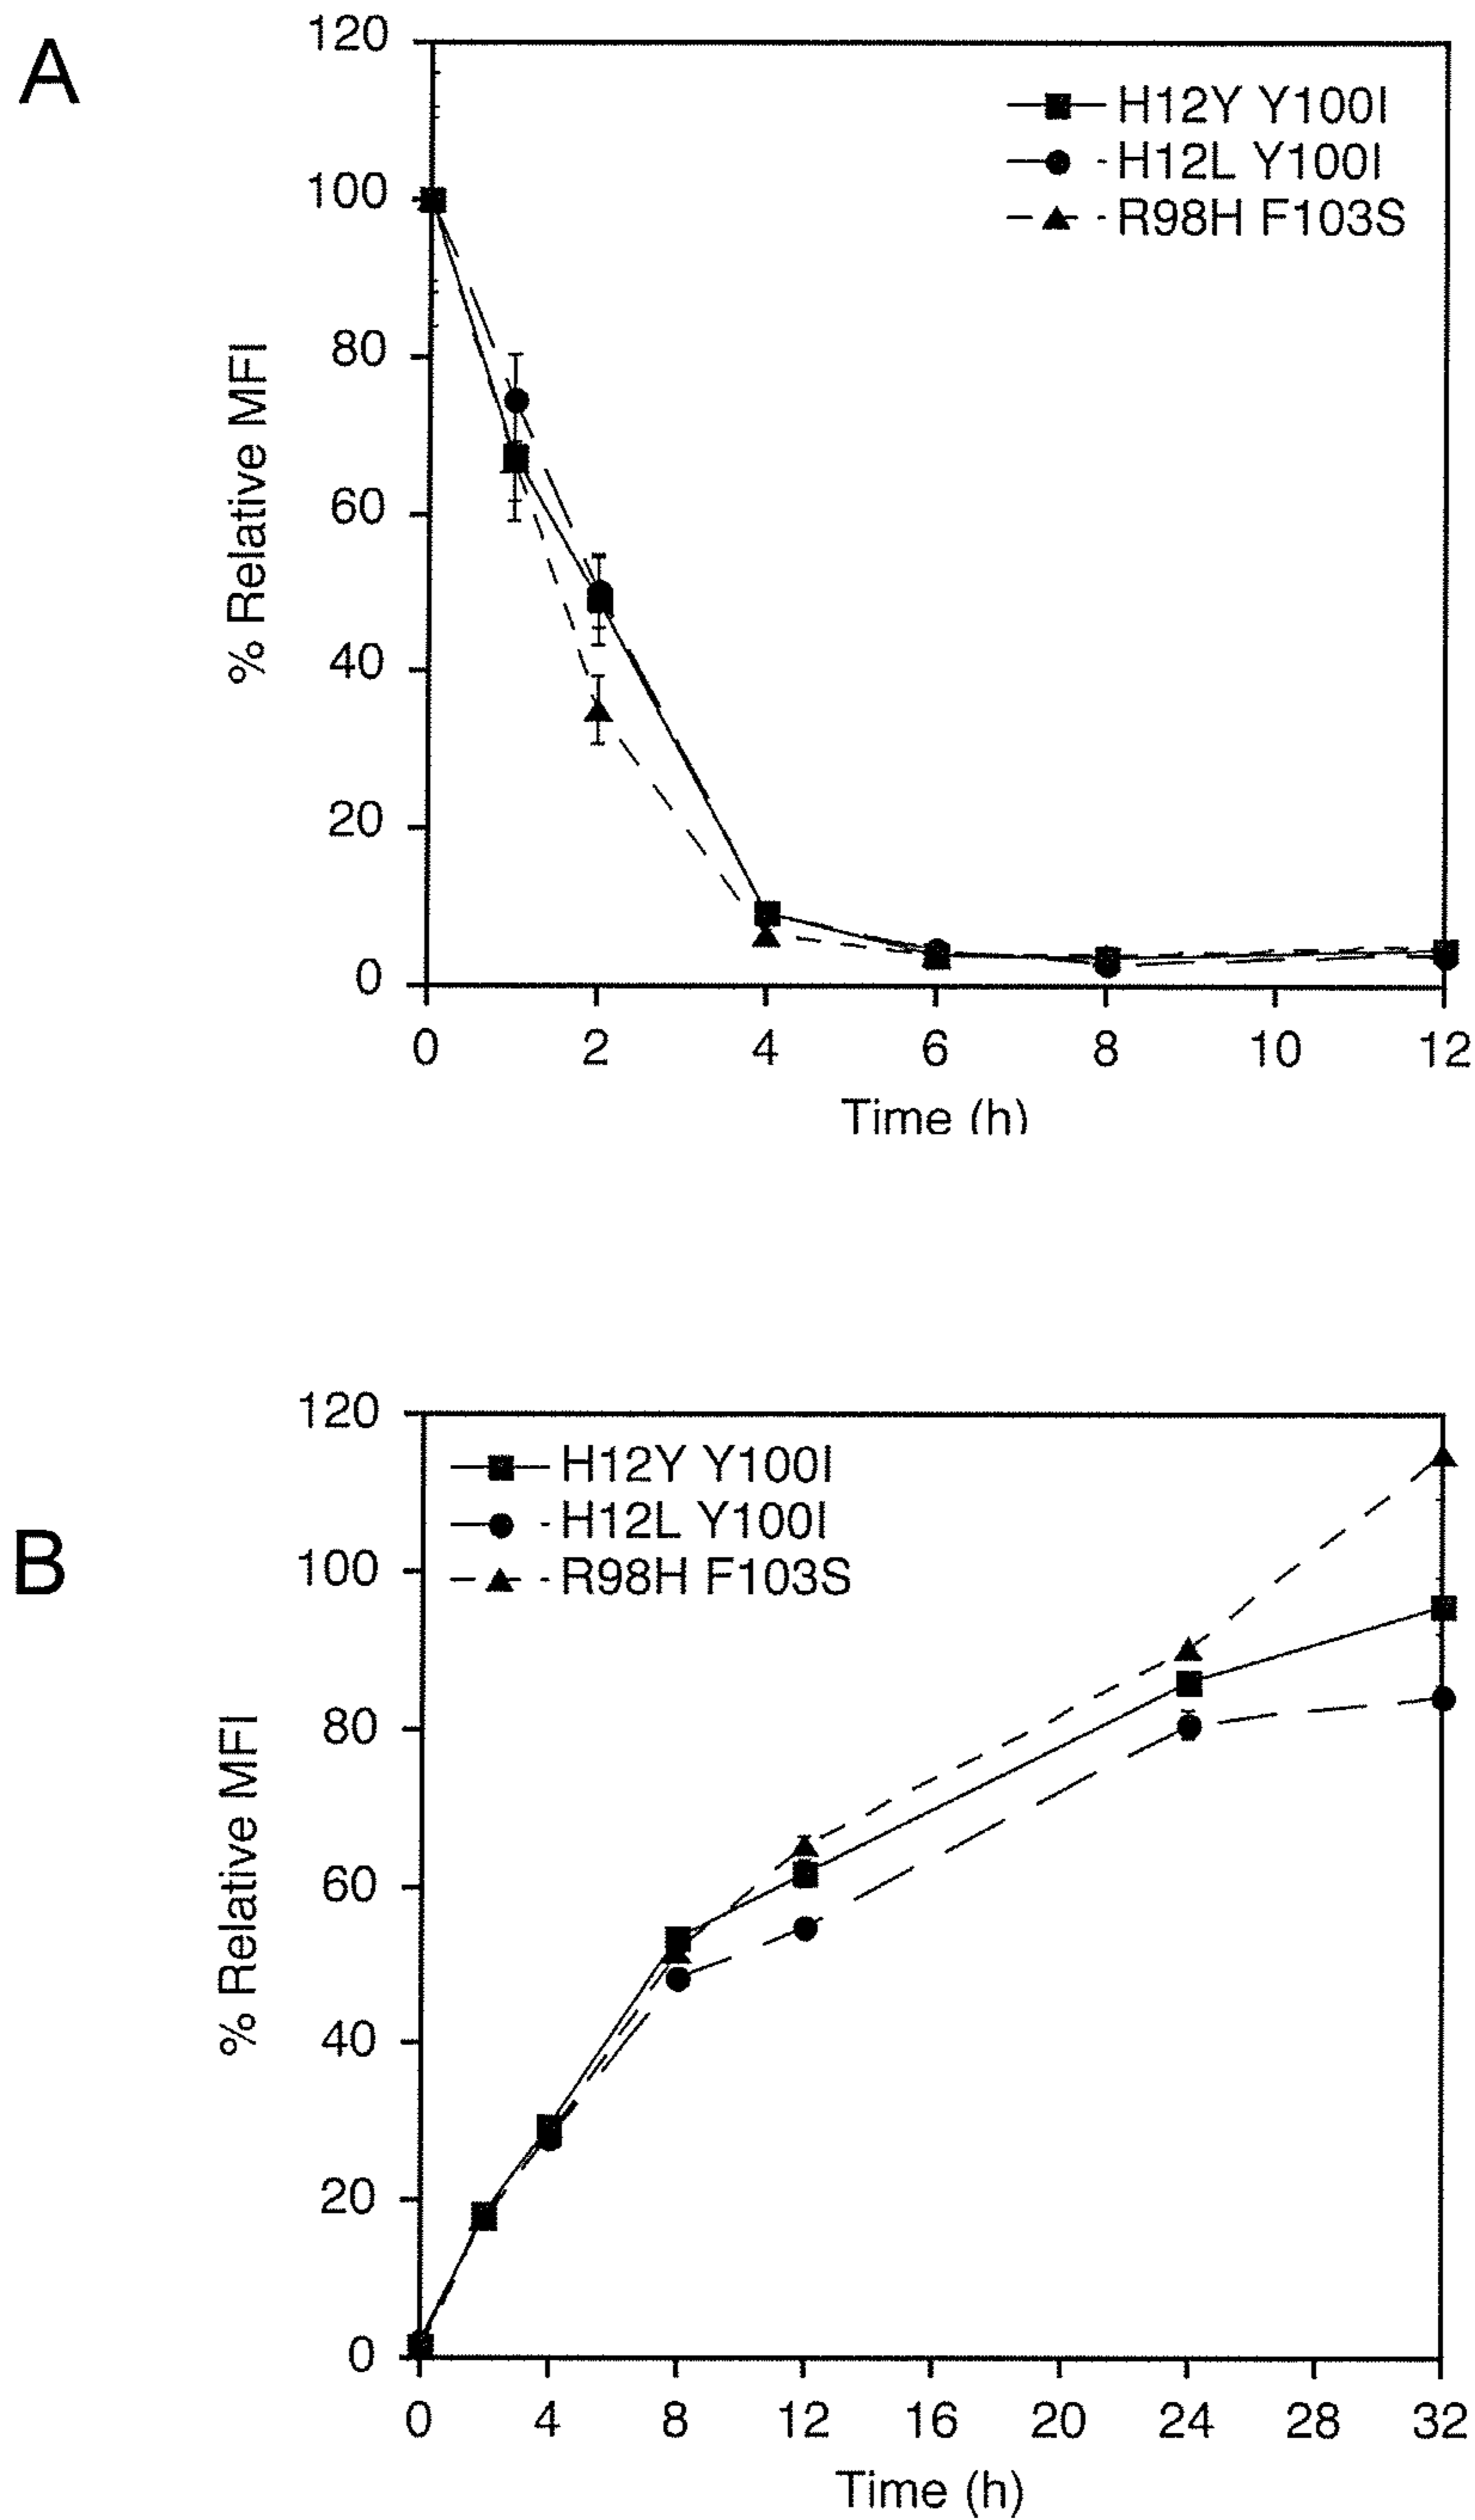 A
120
100
80
60
40
20
0
% Relative MFI
H12Y Y100I
H12L Y100I
R98H F103S
0 2 4 6 8 10 12
Time (h)
B
120
100
80
60
40
20
0
% Relative MFI
H12Y Y100I
H12L Y100I
R98H F103S
0 4 8 12 16 20 24 28 32
Time (h)